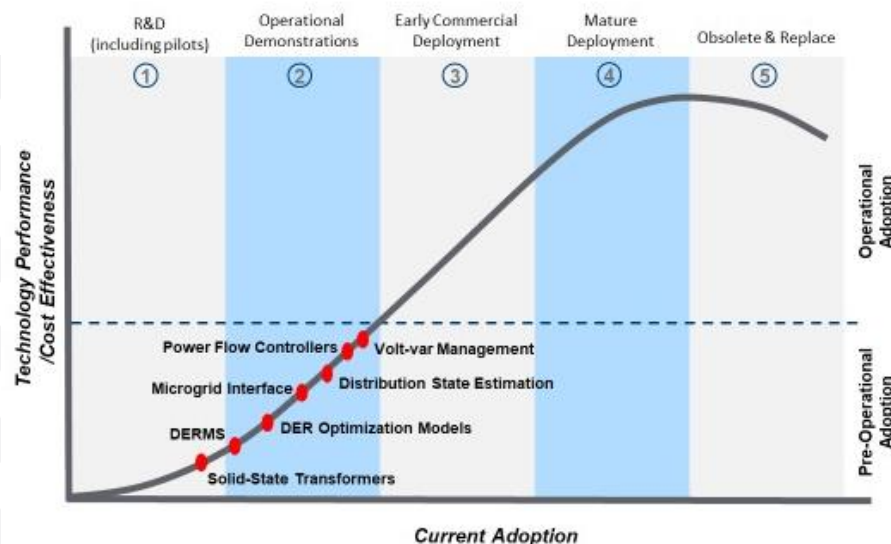 R&D
(including pilots)
Operational
Demonstrations
Early Commercial
Deployment
Mature
Deployment
Obsolete & Replace
1
2
3
4
5
Technology Performance
/Cost Effectiveness
Operational
Adoption
Pre-Operational
Adoption
Power Flow Controllers
Volt-var Management
Microgrid Interface
Distribution State Estimation
DERMS
DER Optimization Models
Solid-State Transformers
Current Adoption